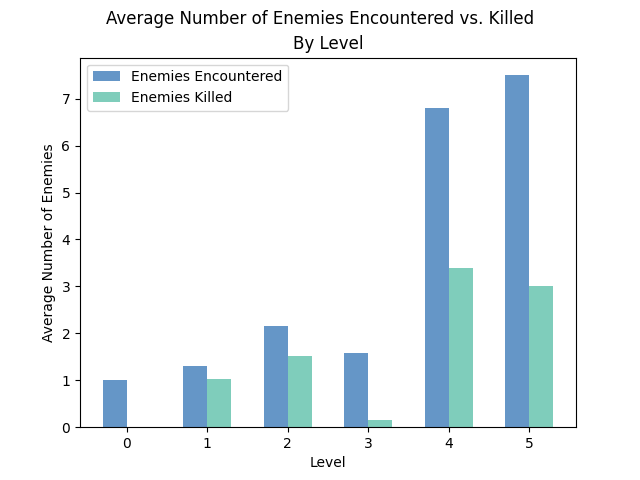 Average Number of Enemies Encountered vs. Killed
By Level
Enemies Encountered
Enemies Killed
Average Number of Enemies
7
6
5
4
3
2
1
0
0 1 2 3 4 5
Level